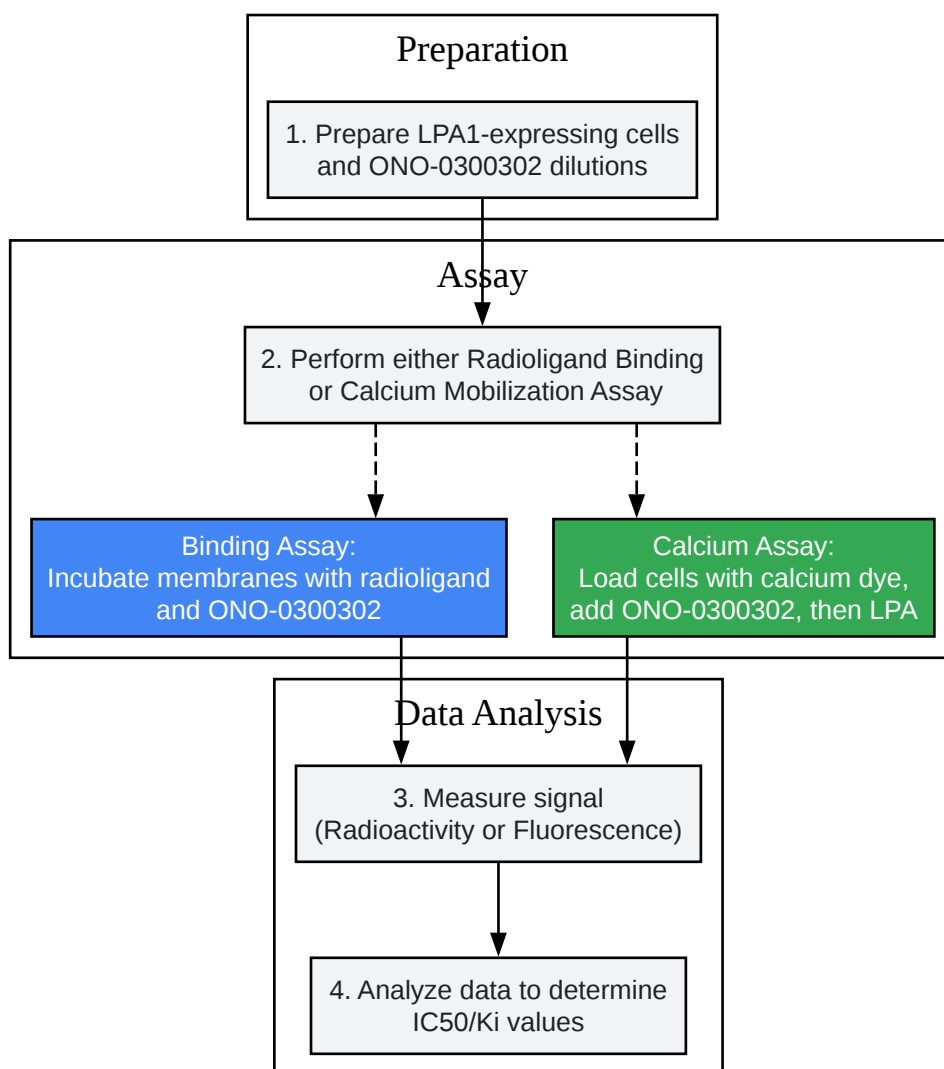 Preparation
1. Prepare LPA1-expressing cells
and ONO-0300302 dilutions
Assay
2. Perform either Radioligand Binding
or Calcium Mobilization Assay
Binding Assay:
Incubate membranes with radioligand
and ONO-0300302
Calcium Assay:
Load cells with calcium dye,
add ONO-0300302, then LPA
Data Analysis
3. Measure signal
(Radioactivity or Fluorescence)
4. Analyze data to determine
IC50/Ki values